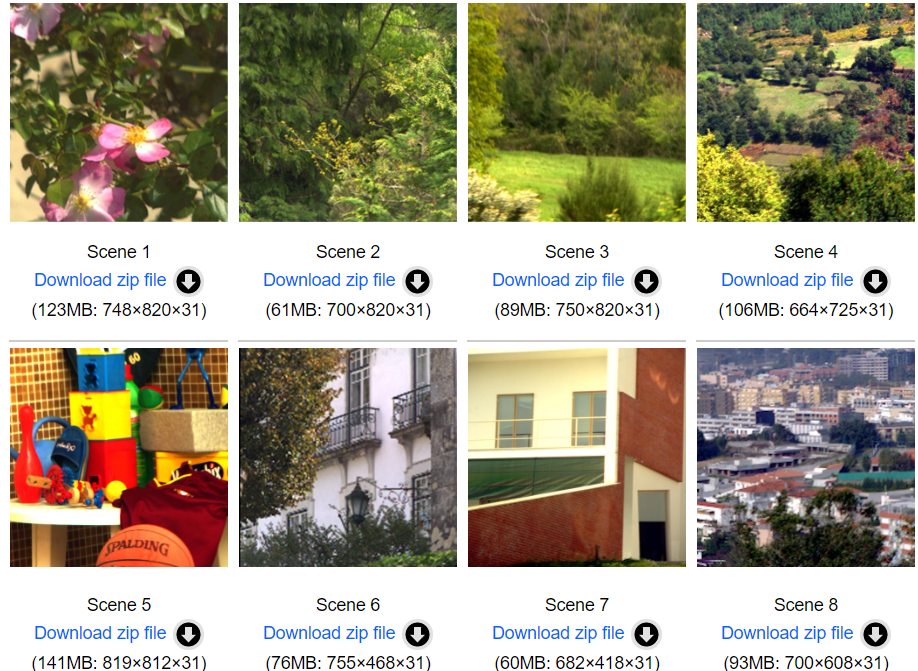 Scene 1
Scene 2
Scene 3
Scene 4
Download zip file
Download zip file
Download zip file
Download zip file
(123MB: 748×820×31)
(61MB: 700×820×31)
(89MB: 750×820×31)
(106MB: 664×725×31)
60
SPALDING
Scene 5
Scene 6
Scene 7
Scene 8
Download zip file
Download zip file
Download zip file
Download zip file
(141MB: 819×812×31)
(76MB: 755×468×31)
(60MB: 682×418×31)
(93MB: 700×608×31)